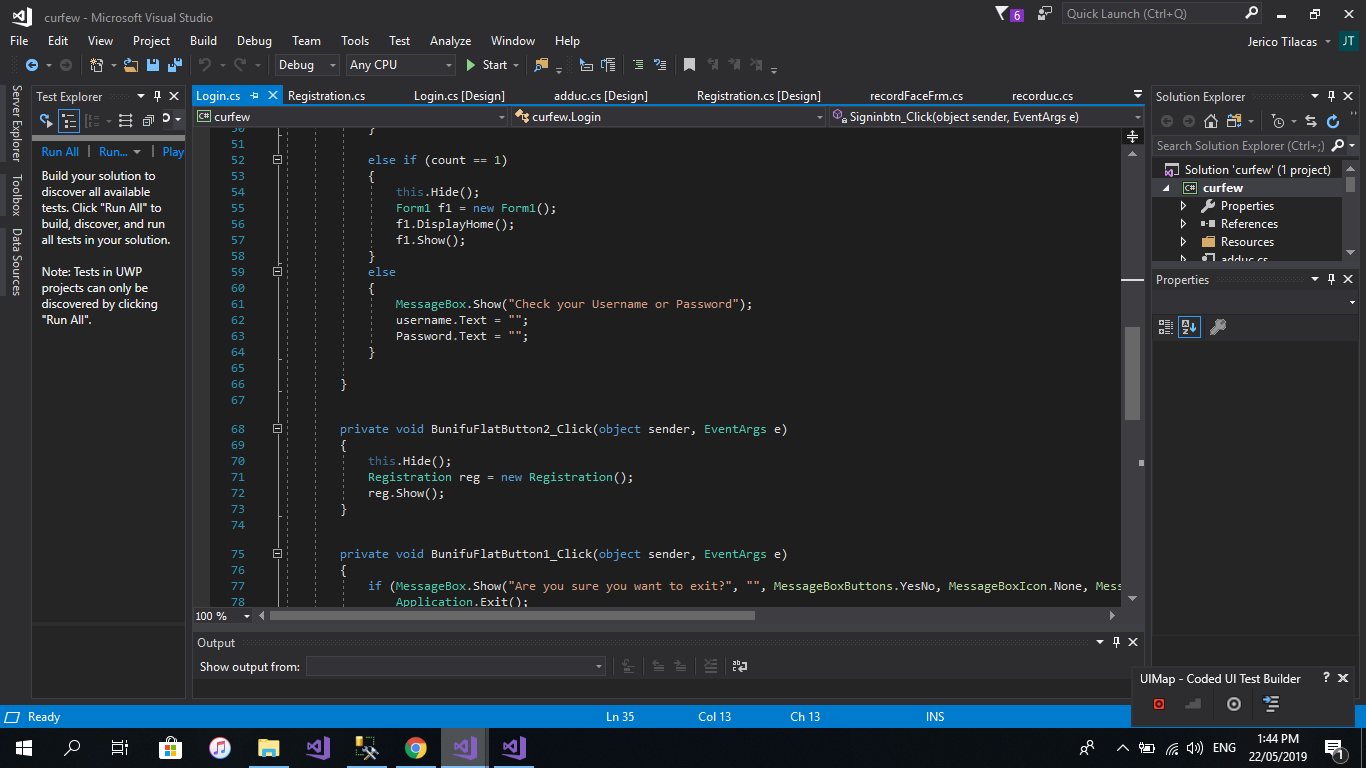 curfew - Microsoft Visual Studio
6
Quick Launch (Ctrl+Q)
File Edit View Project Build Debug Team Tools Test Analyze Window Help
Jerico Tilacas JT
Debug Any CPU Start
Server Explorer
Toolbox
Data Sources
Test Explorer
Run All | Run... | Play
Build your solution to
discover all available
tests. Click "Run All" to
build, discover, and run
all tests in your solution.
Note: Tests in UWP
projects can only be
discovered by clicking
"Run All".
Login.cs Registration.cs Login.cs [Design] adduc.cs [Design] Registration.cs [Design] recordFaceFrm.cs recorduc.cs
C# curfew curfew.Login Signinbtn_Click(object sender, EventArgs e)
50 }
51
52 else if (count == 1)
53 {
54 this.Hide();
55 Form1 f1 = new Form1();
56 f1.DisplayHome();
57 f1.Show();
58 }
59 else
60 {
61 MessageBox.Show("Check your Username or Password");
62 username.Text = "";
63 Password.Text = "";
64 }
65
66 }
67
68 private void BunifuFlatButton2_Click(object sender, EventArgs e)
69 {
70 this.Hide();
71 Registration reg = new Registration();
72 reg.Show();
73 }
74
75 private void BunifuFlatButton1_Click(object sender, EventArgs e)
76 {
77 if (MessageBox.Show("Are you sure you want to exit?", "", MessageBoxButtons.YesNo, MessageBoxIcon.None, Mess
78 Application.Exit();
100 %
Output
Show output from:
Solution Explorer
Search Solution Explorer (Ctrl+;)
Solution 'curfew' (1 project)
C# curfew
Properties
References
Resources
adduc.cs
Properties
UIMap - Coded UI Test Builder ?
Ready Ln 35 Col 13 Ch 13 INS
ENG
1:44 PM
22/05/2019
1